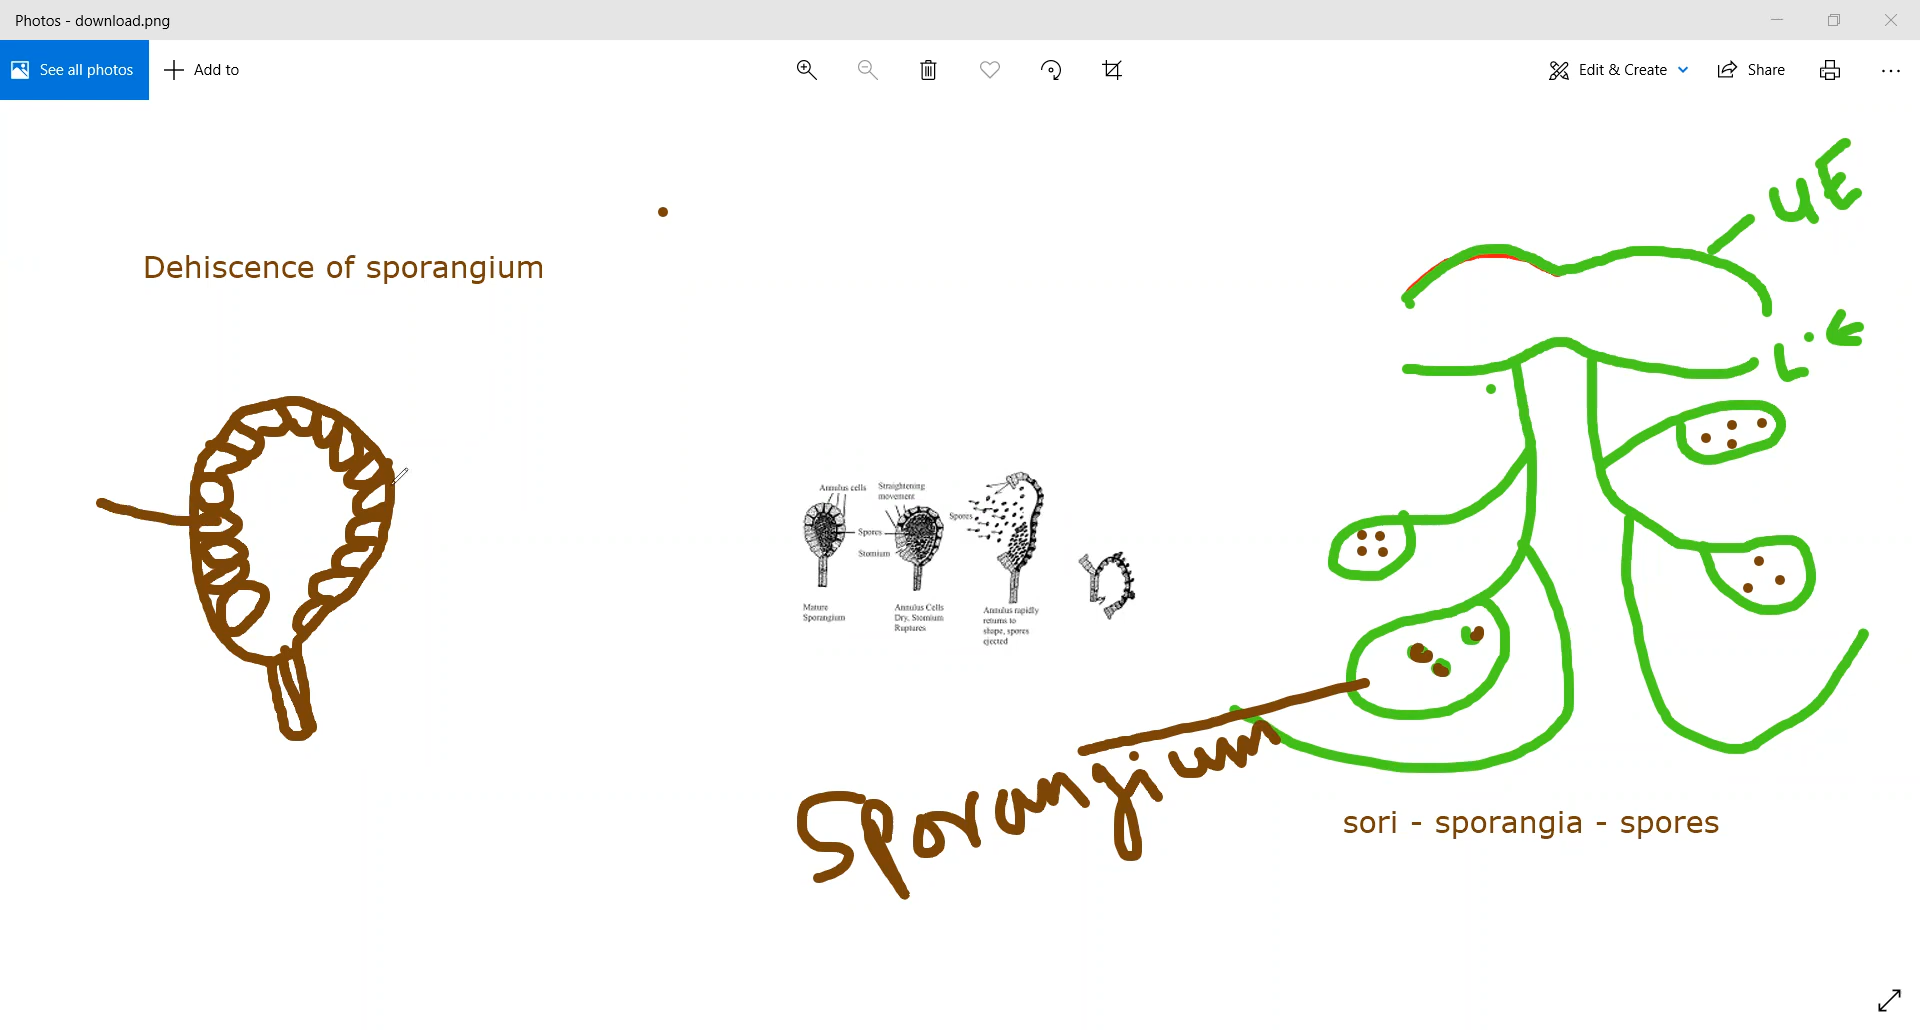 Photos - download.png
See all photos
Add to
Edit & Create
Share
UE
Dehiscence of sporangium
L.E
Annulus cells
Straightening
movement
Spores
Spores
Stomium
Mature
Sporangium
Annulus Cells
Dry, Stomium
Ruptures
Annulus rapidly
returns to
shape, spores
ejected
Sporangium
sori - sporangia - spores